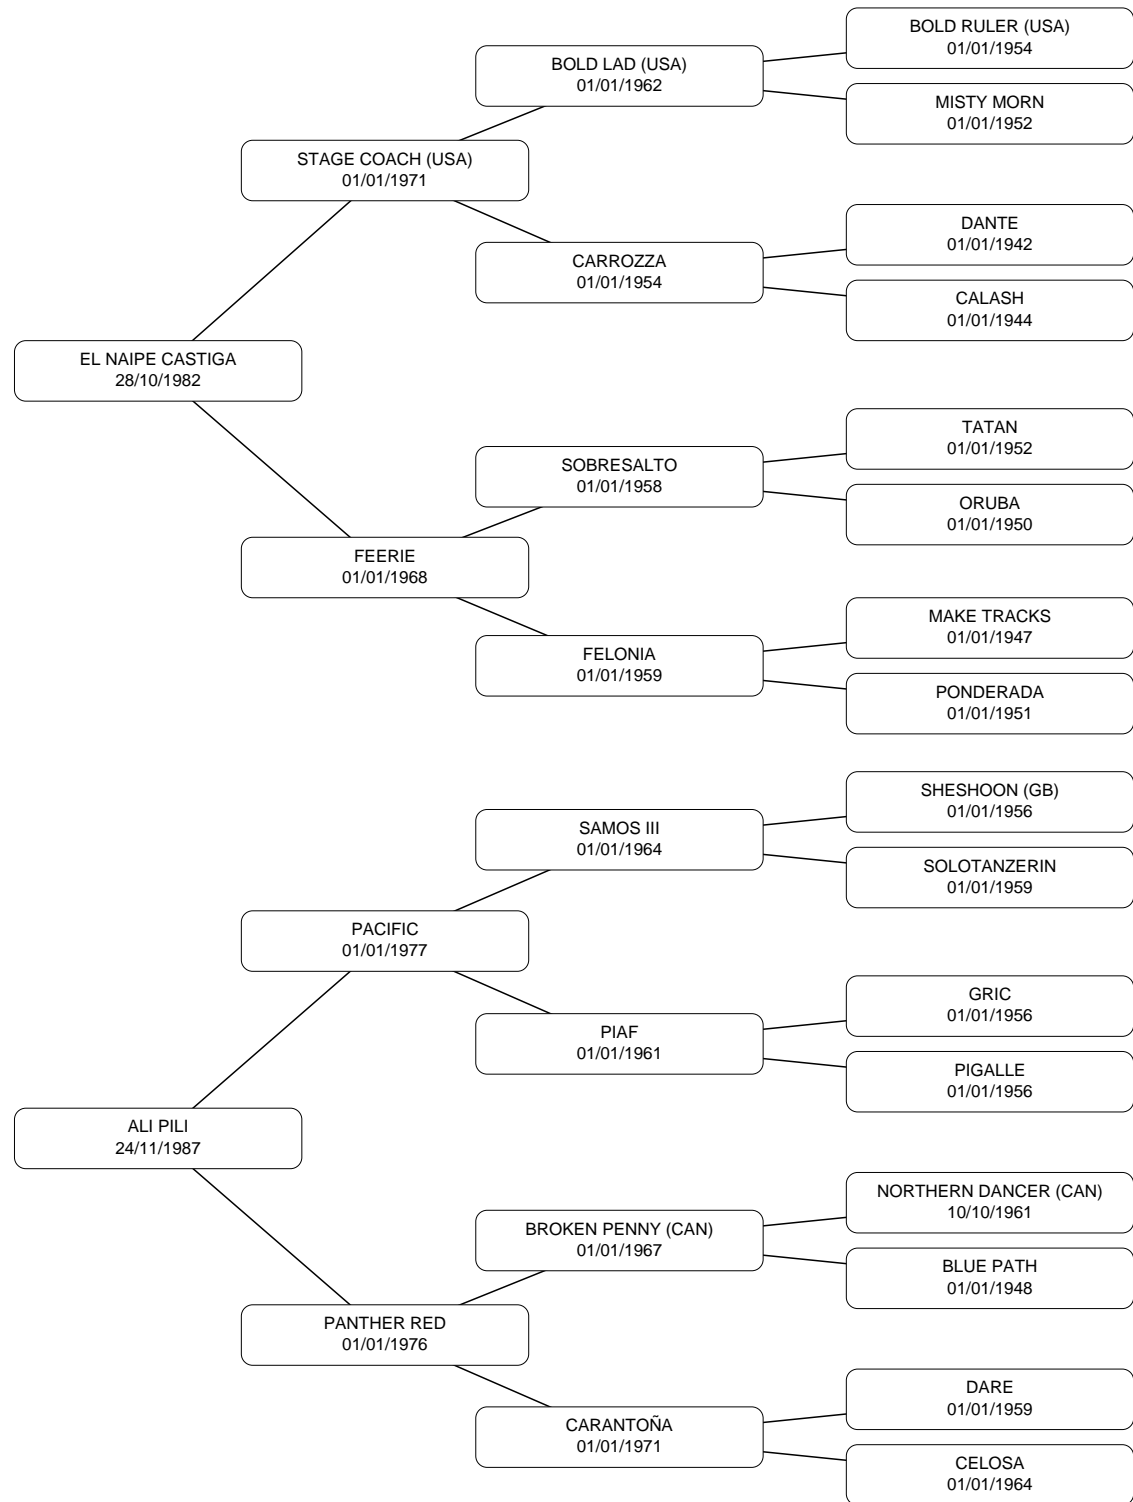 BOLD RULER (USA)
01/01/1954
BOLD LAD (USA)
01/01/1962
MISTY MORN
01/01/1952
STAGE COACH (USA)
01/01/1971
DANTE
01/01/1942
CARROZZA
01/01/1954
CALASH
01/01/1944
EL NAIPE CASTIGA
28/10/1982
TATAN
01/01/1952
SOBRESALTO
01/01/1958
ORUBA
01/01/1950
FEERIE
01/01/1968
MAKE TRACKS
01/01/1947
FELONIA
01/01/1959
PONDERADA
01/01/1951
SHESHOON (GB)
01/01/1956
SAMOS III
01/01/1964
SOLOTANZERIN
01/01/1959
PACIFIC
01/01/1977
GRIC
01/01/1956
PIAF
01/01/1961
PIGALLE
01/01/1956
ALI PILI
24/11/1987
NORTHERN DANCER (CAN)
10/10/1961
BROKEN PENNY (CAN)
01/01/1967
BLUE PATH
01/01/1948
PANTHER RED
01/01/1976
DARE
01/01/1959
CARANTOÑA
01/01/1971
CELOSA
01/01/1964